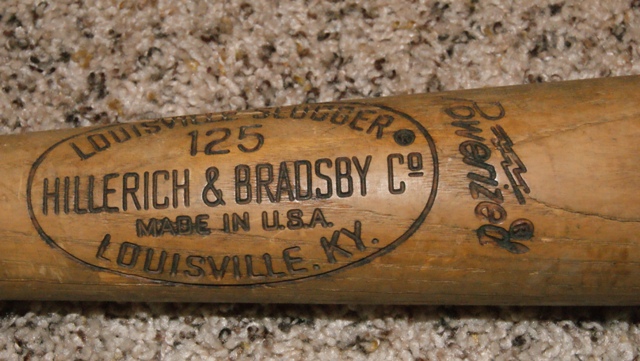 LOUISVILLE SLUGGER
125
HILLERICH & BRADSBY Co
MADE IN U.S.A.
LOUISVILLE, KY.
Powerized